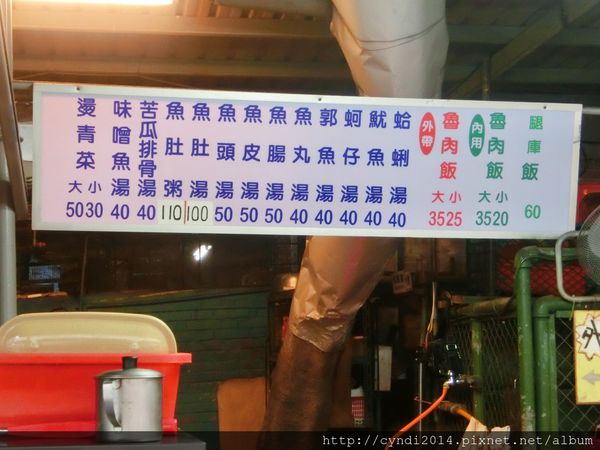 腿庫飯 60
內用 魯肉飯 大小 3520
外帶 魯肉飯 大小 3525
蛤蜊湯 40
魷魚湯 40
蚵仔湯 40
郭魚湯 40
魚丸湯 40
魚腸湯 50
魚皮湯 50
魚頭湯 50
魚肚湯 100
魚肚粥 110
苦瓜排骨湯 40
味噌魚湯 40
燙青菜 大小 5030
外
http://cyndi2014.pixnet.net/album